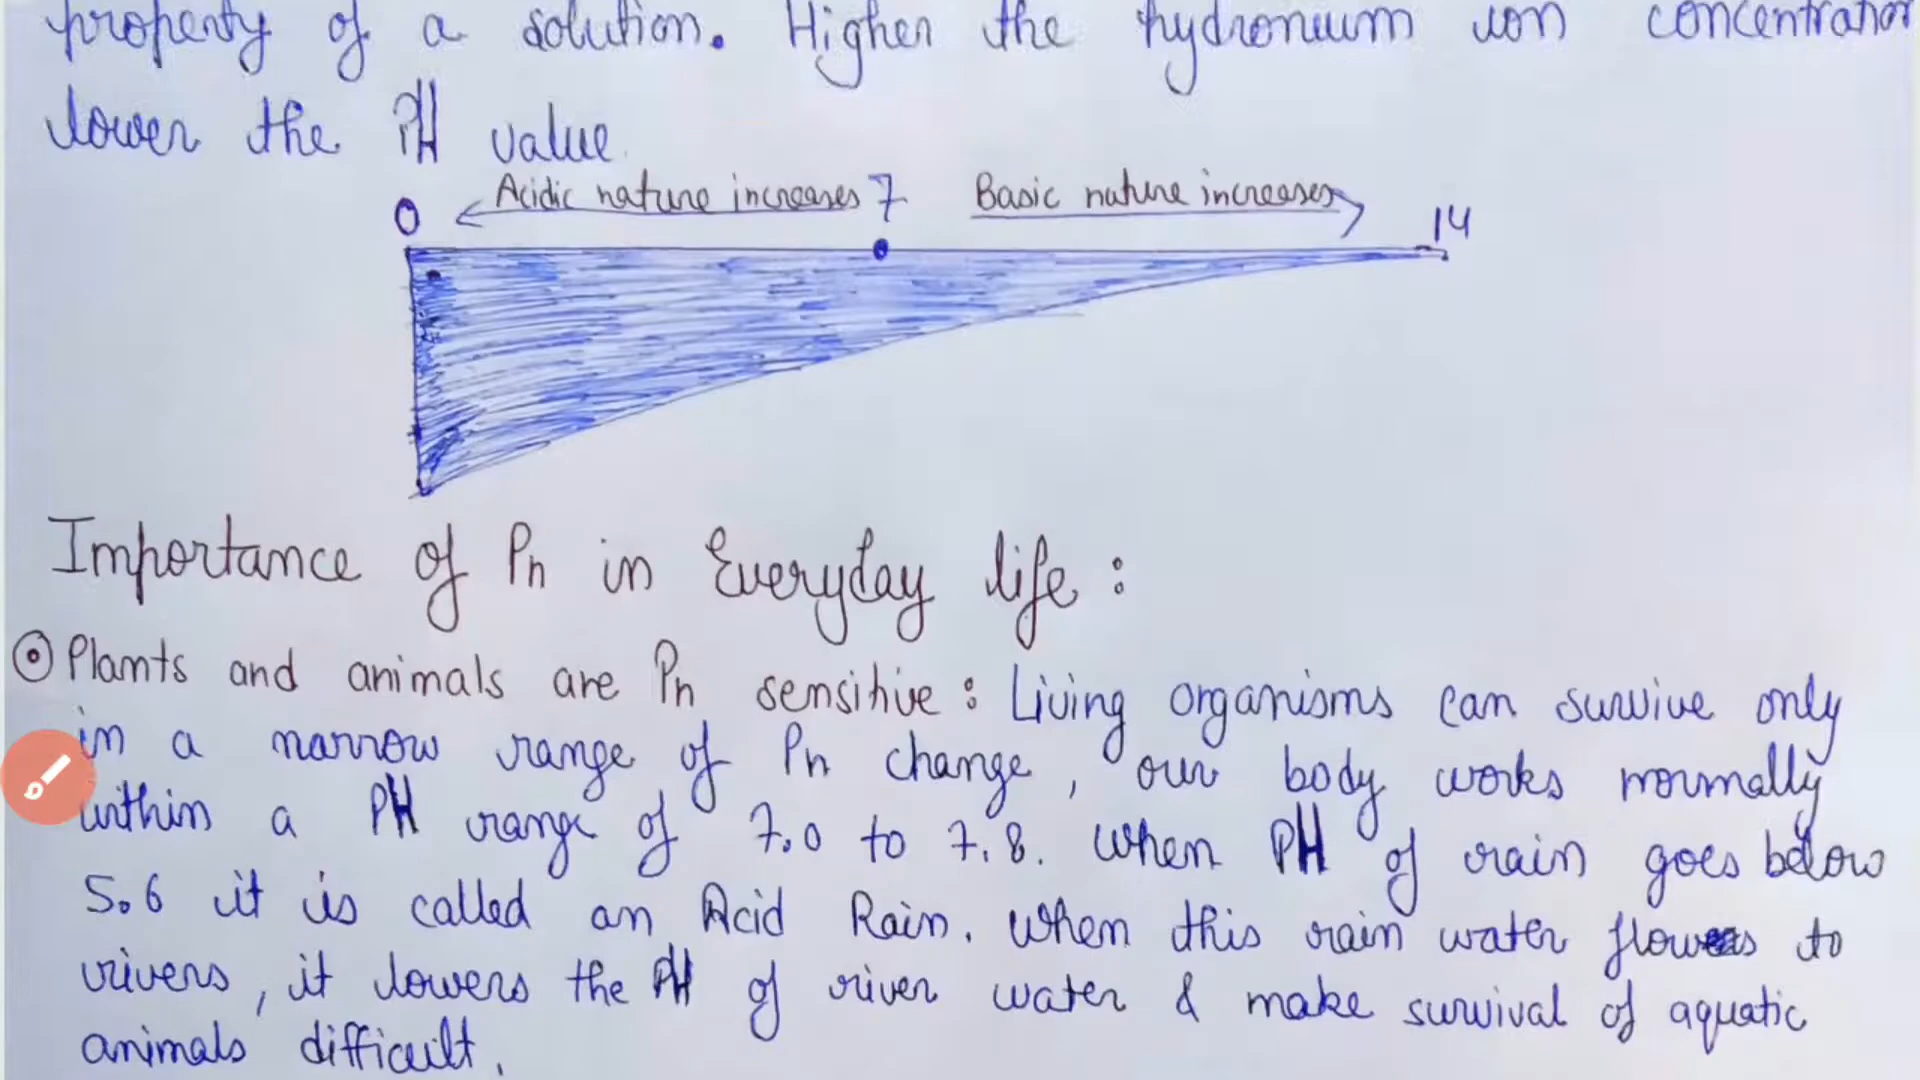 property of a solution. Higher the hydronium ion concentration
lower the PH value.
0 Acidic nature increases 7 Basic nature increases 14
Importance of Pn in Everyday life :
Plants and animals are Pn sensitive : Living organisms can survive only
in a narrow range of Pn change, our body works normally
within a PH range of 7.0 to 7.8. When PH of rain goes below
5.6 it is called an Acid Rain. When this rain water flows to
rivers, it lowers the PH of river water & make survival of aquatic
animals difficult.